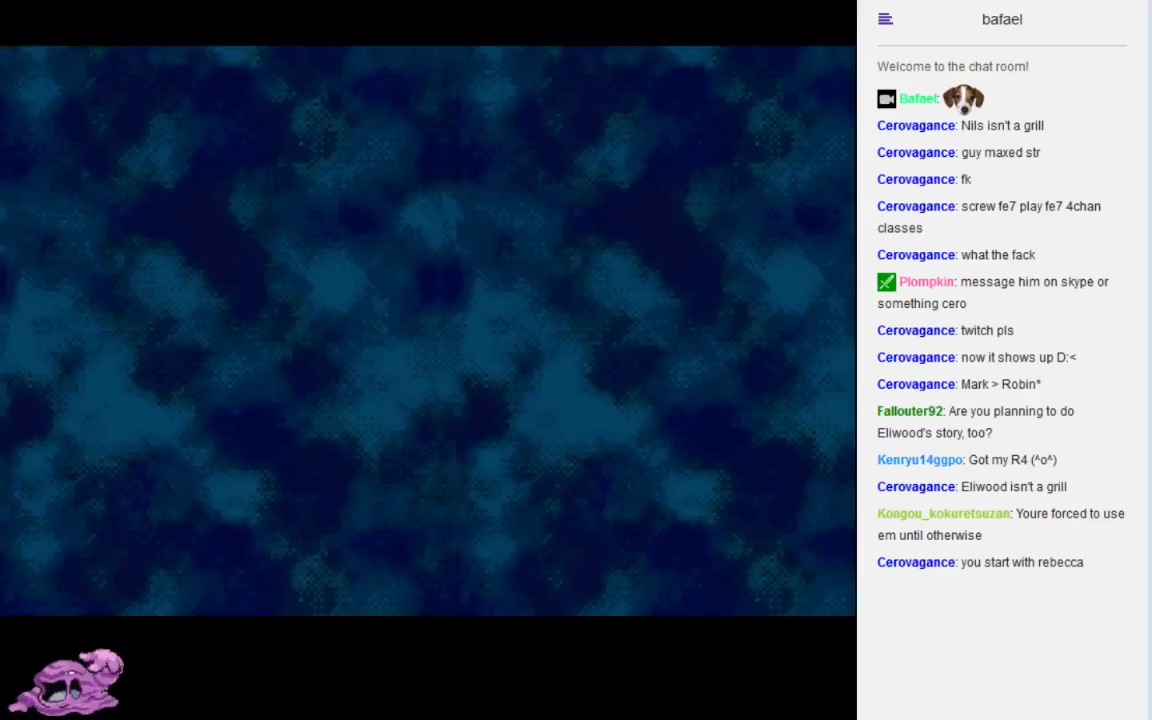 bafael
Welcome to the chat room!
Bafael:
Cerovagance: Nils isn't a grill
Cerovagance: guy maxed str
Cerovagance: fk
Cerovagance: screw fe7 play fe7 4chan
classes
Cerovagance: what the fack
Plompkin: message him on skype or
something cero
Cerovagance: twitch pls
Cerovagance: now it shows up D:<
Cerovagance: Mark > Robin*
Fallouter92: Are you planning to do
Eliwood's story, too?
Kenryu14ggpo: Got my R4 (^o^)
Cerovagance: Eliwood isn't a grill
Kongou_kokuretsuzan: Youre forced to use
em until otherwise
Cerovagance: you start with rebecca